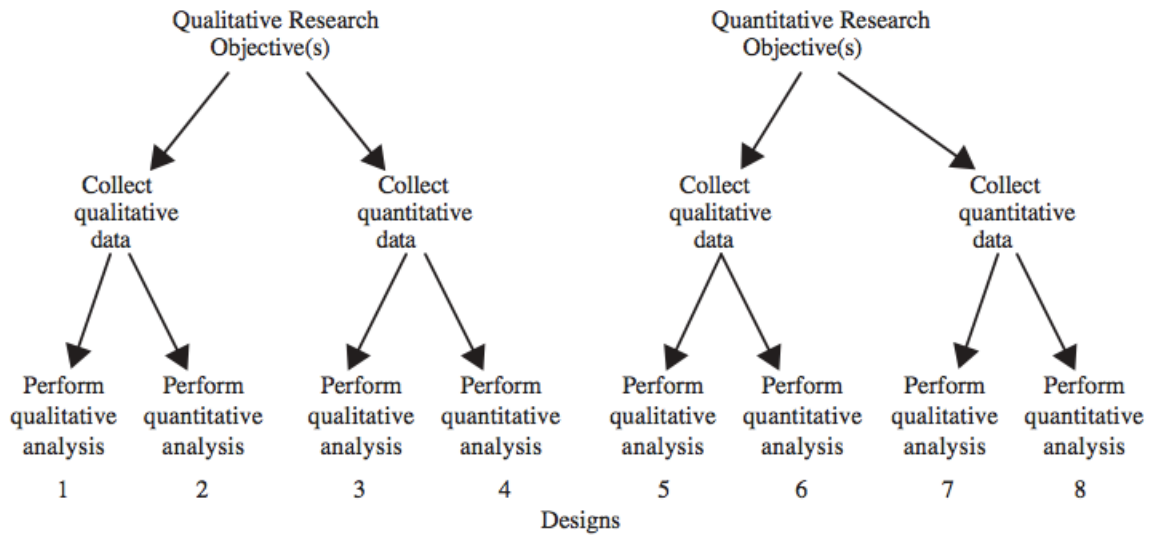 Qualitative Research
Objective(s)
Quantitative Research
Objective(s)
Collect
qualitative
data
Collect
quantitative
data
Collect
qualitative
data
Collect
quantitative
data
Perform
qualitative
analysis
Perform
quantitative
analysis
Perform
qualitative
analysis
Perform
quantitative
analysis
Perform
qualitative
analysis
Perform
quantitative
analysis
Perform
qualitative
analysis
Perform
quantitative
analysis
1 2 3 4 5 6 7 8
Designs